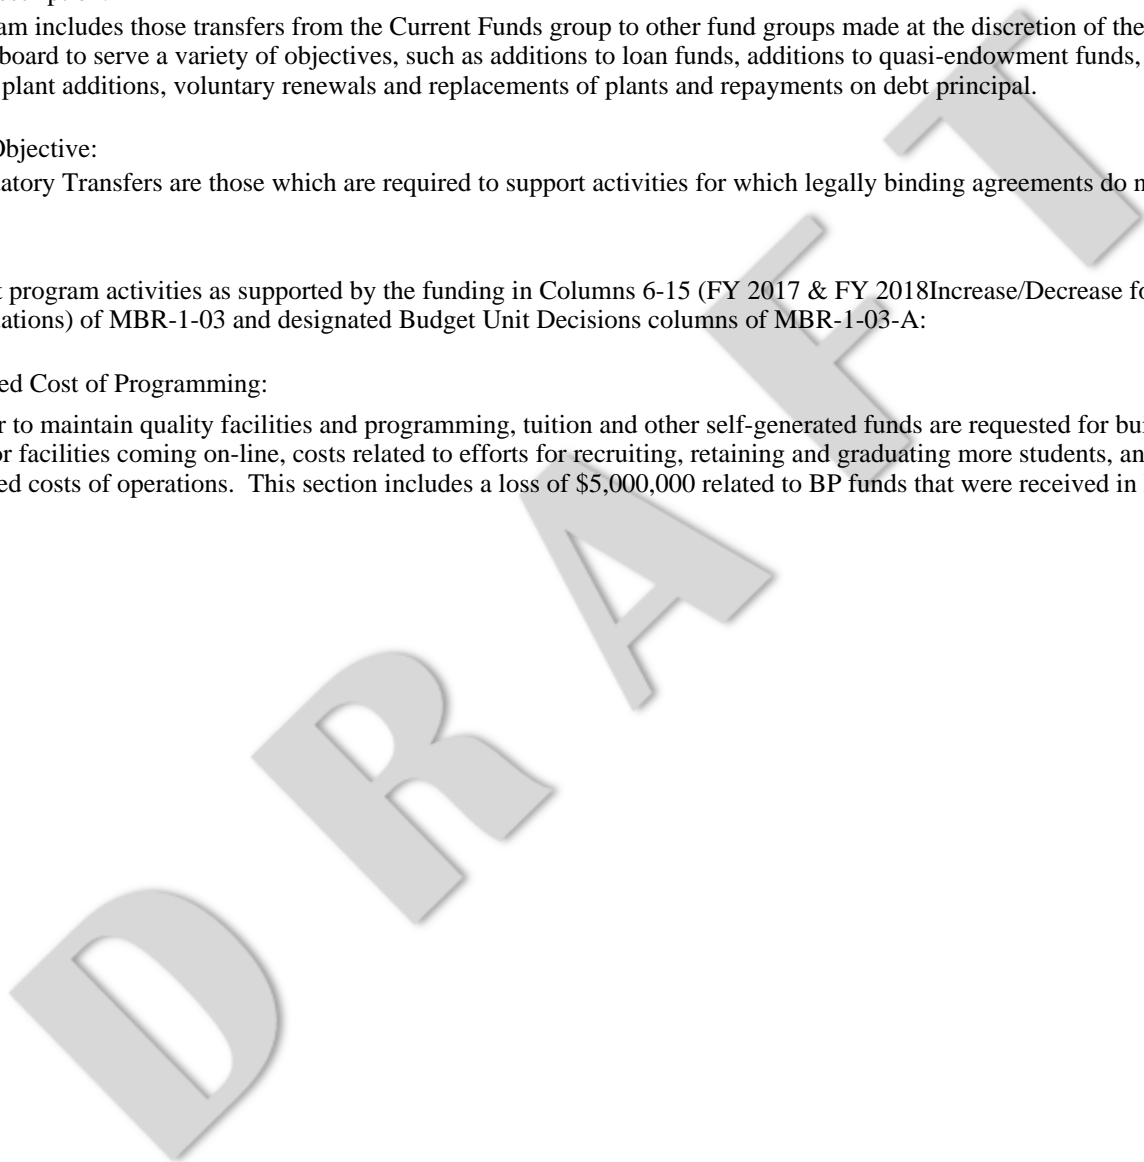 am includes those transfers from the Current Funds group to other fund groups made at the discretion of the
board to serve a variety of objectives, such as additions to loan funds, additions to quasi-endowment funds,
plant additions, voluntary renewals and replacements of plants and repayments on debt principal.
Objective:
atory Transfers are those which are required to support activities for which legally binding agreements do
t program activities as supported by the funding in Columns 6-15 (FY 2017 & FY 2018Increase/Decrease fo
ations) of MBR-1-03 and designated Budget Unit Decisions columns of MBR-1-03-A:
ed Cost of Programming:
r to maintain quality facilities and programming, tuition and other self-generated funds are requested for bui
or facilities coming on-line, costs related to efforts for recruiting, retaining and graduating more students, an
ed costs of operations.  This section includes a loss of $5,000,000 related to BP funds that were received in
DRAFT